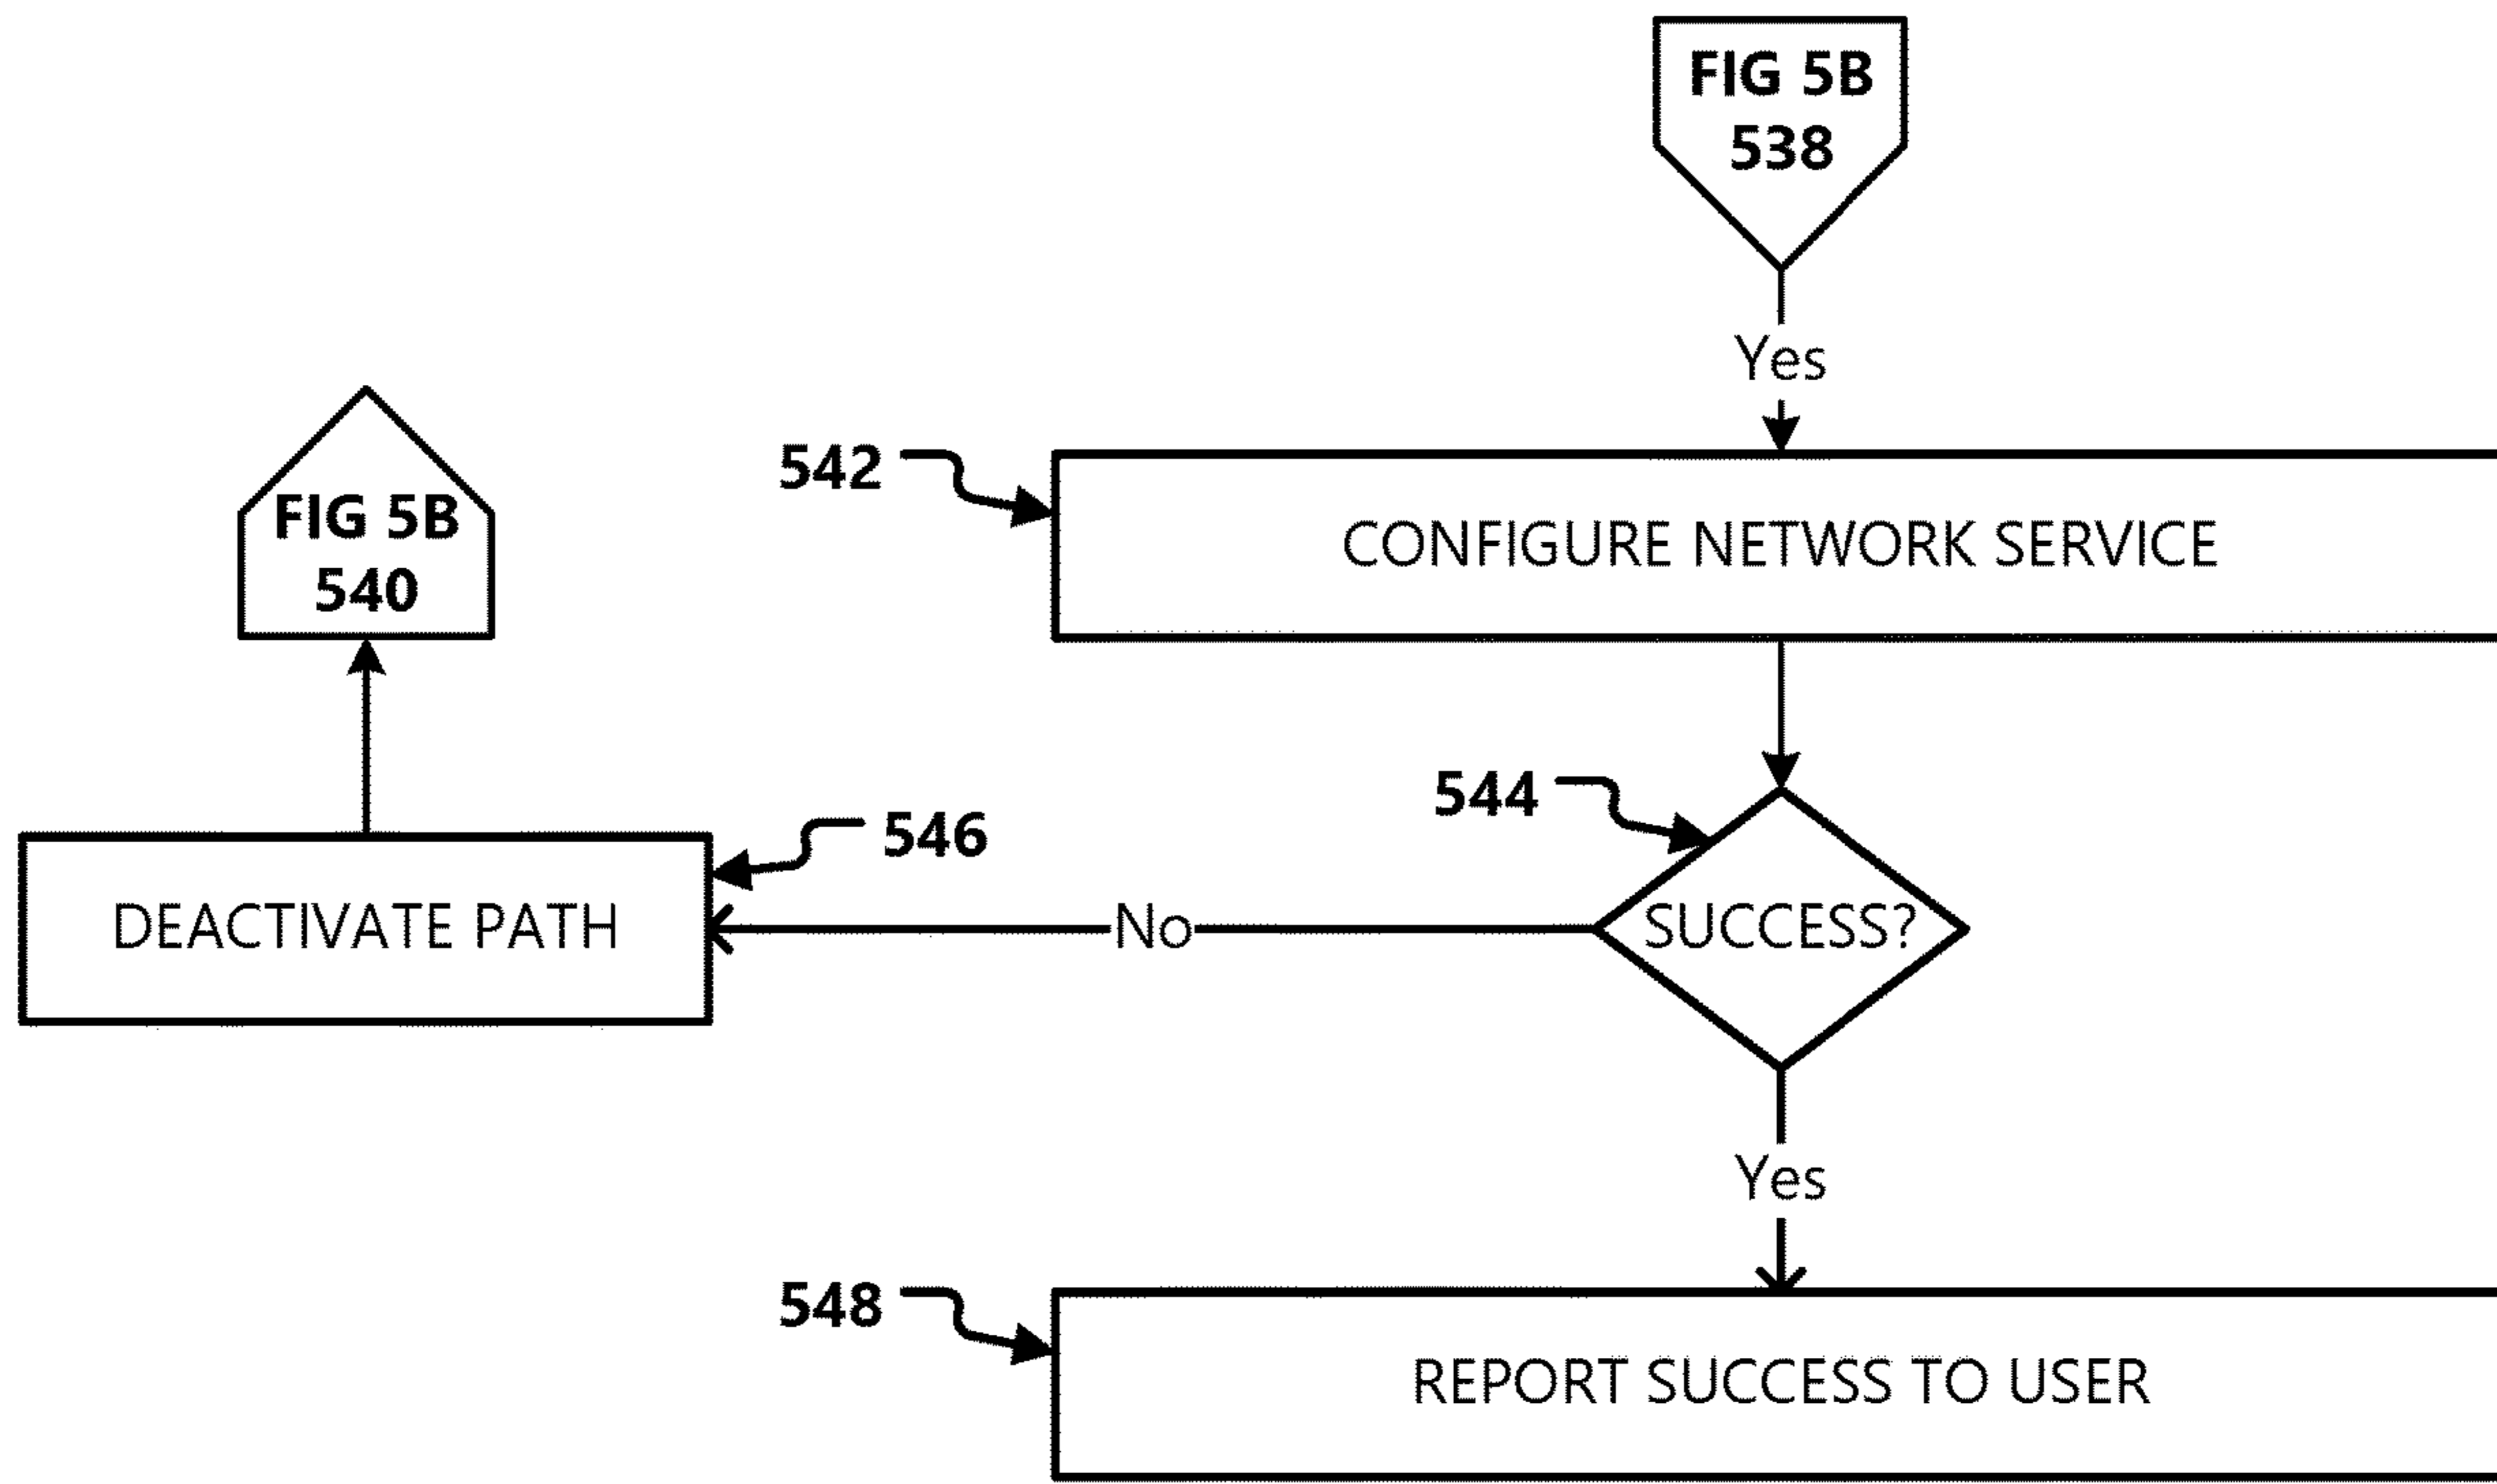 FIG 5B
538
Yes
542
CONFIGURE NETWORK SERVICE
FIG 5B
540
544
SUCCESS?
No
546
DEACTIVATE PATH
Yes
548
REPORT SUCCESS TO USER